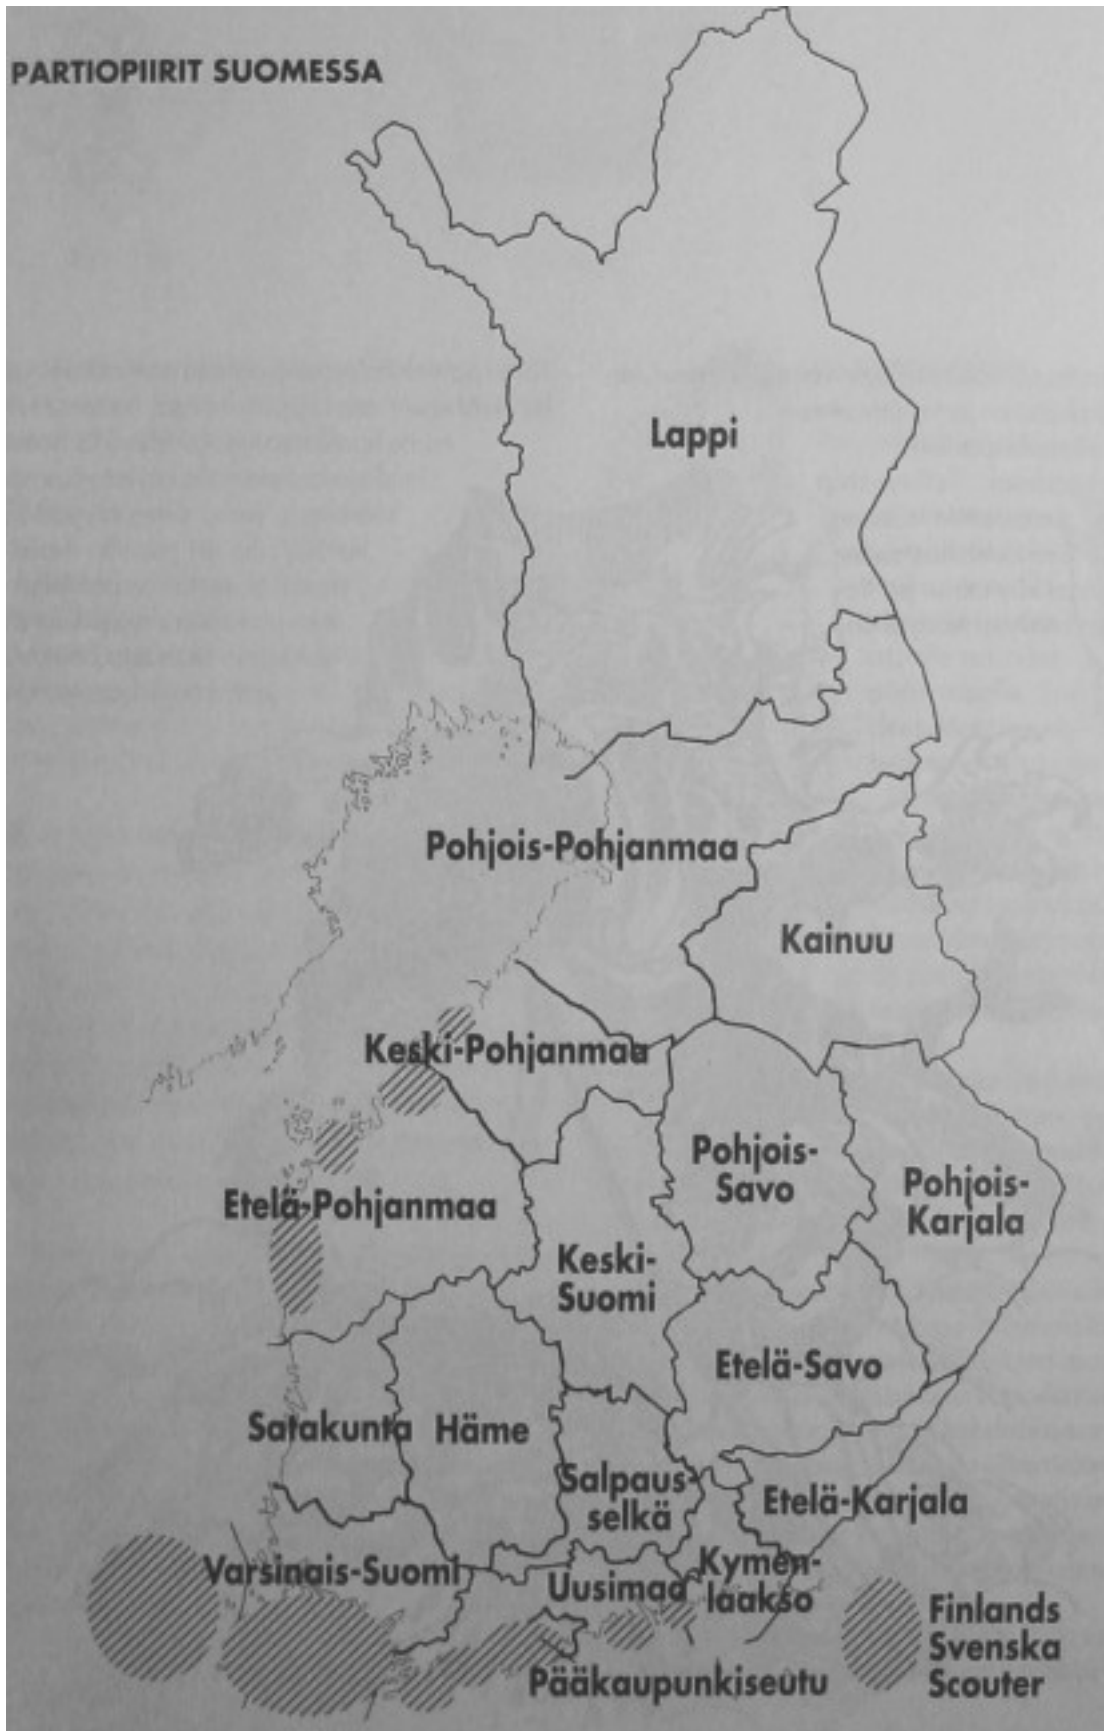 PARTIOPIIRIT SUOMESSA
Lappi
Pohjois-Pohjanmaa
Kainuu
Keski-Pohjanmaa
Pohjois-
Savo
Pohjois-
Karjala
Etelä-Pohjanmaa
Keski-
Suomi
Etelä-Savo
Satakunta
Häme
Salpaus-
selkä
Etelä-Karjala
Varsinais-Suomi
Uusimaa
Kymen-
laakso
Pääkaupunkiseutu
Finlands
Svenska
Scouter